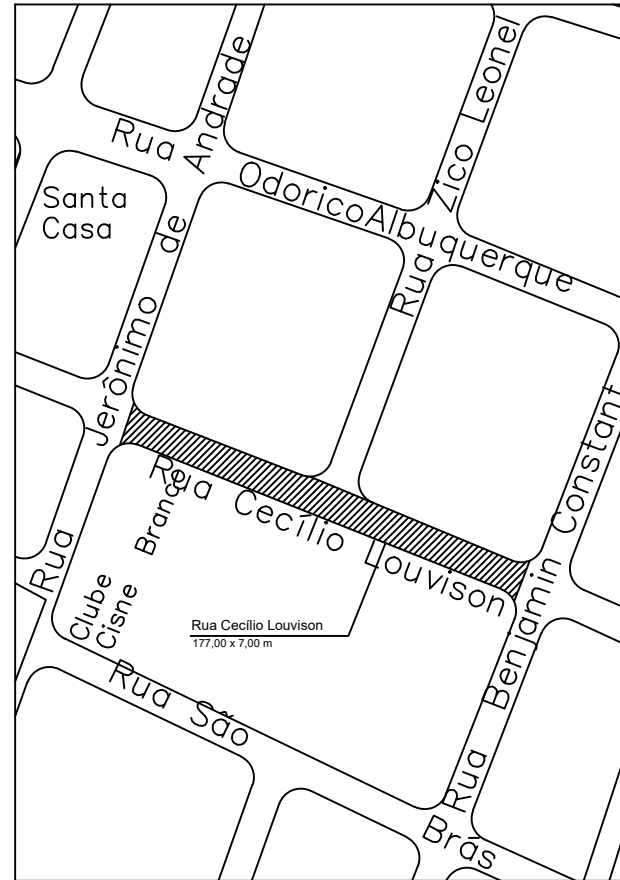 Rua Odorico Albuquerque
Rua Jerônimo de Andrade
Rua Zico Leonel
Santa
Casa
Rua Cecílio Louvison
Rua Benjamin Constant
Clube
Cisne Branco
Rua Cecílio Louvison
177,00 x 7,00 m
Rua São Brás